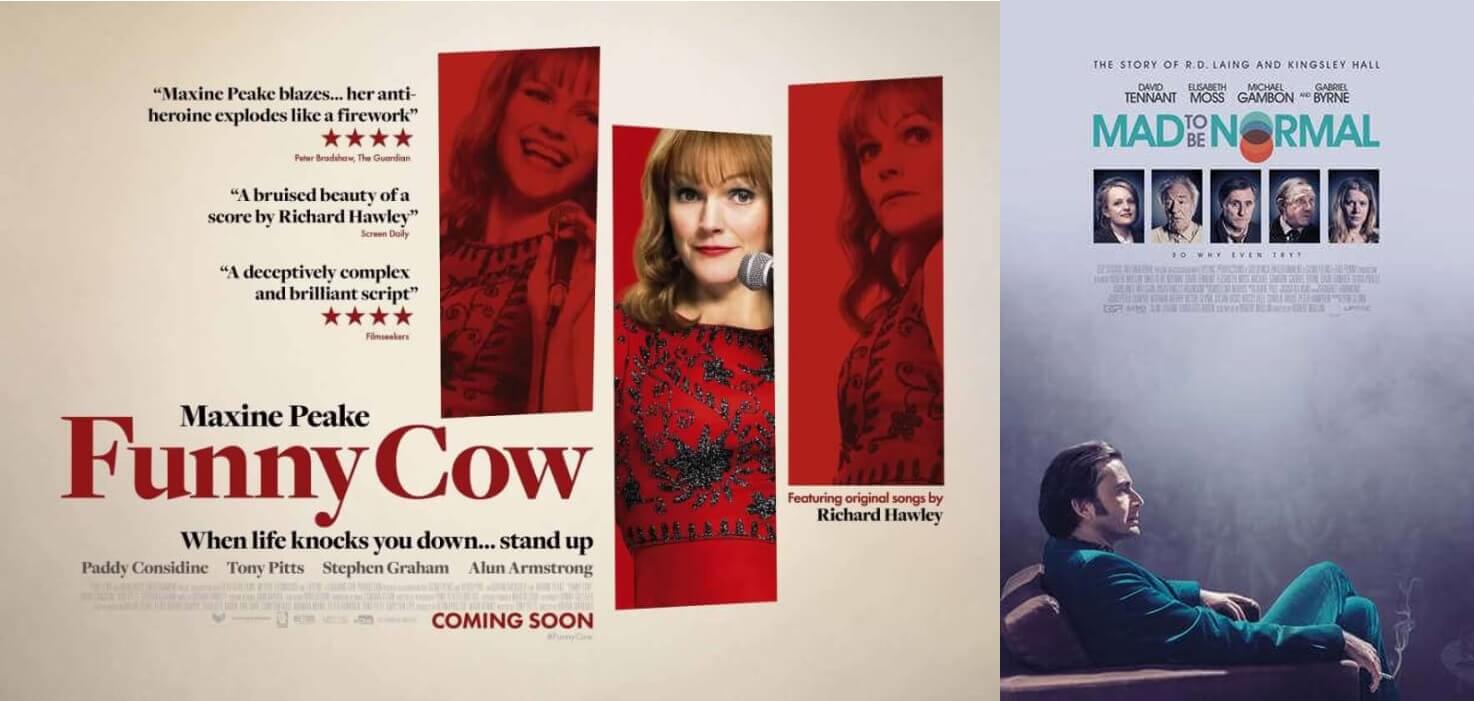 “Maxine Peake blazes... her anti-
heroine explodes like a firework”
Peter Bradshaw, The Guardian
“A bruised beauty of a
score by Richard Hawley”
Screen Daily
“A deceptively complex
and brilliant script”
Filmseekers
Maxine Peake
Funny Cow
When life knocks you down... stand up
Paddy Considine Tony Pitts Stephen Graham Alun Armstrong
COMING SOON
#FunnyCow
Featuring original songs by
Richard Hawley
THE STORY OF R.D. LAING AND KINGSLEY HALL
DAVID TENNANT ELISABETH MOSS MICHAEL GAMBON AND GABRIEL BYRNE
MAD TO BE NORMAL
SO WHY EVEN TRY?